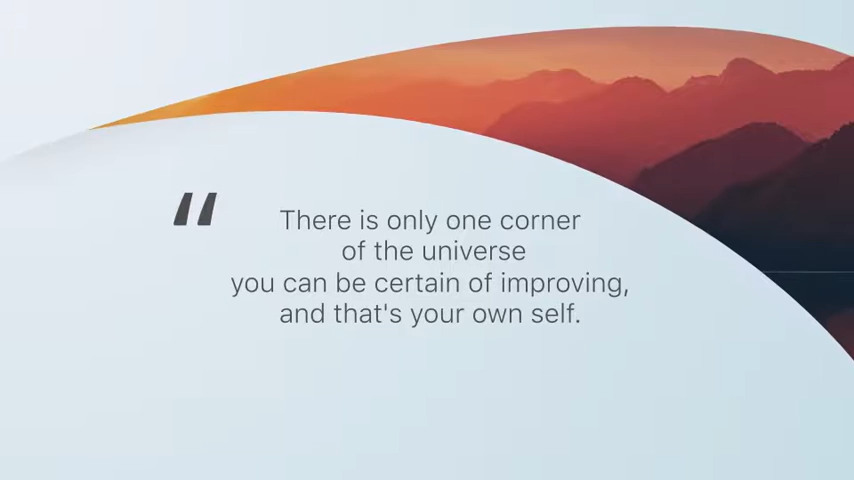 “
There is only one corner
of the universe
you can be certain of improving,
and that's your own self.